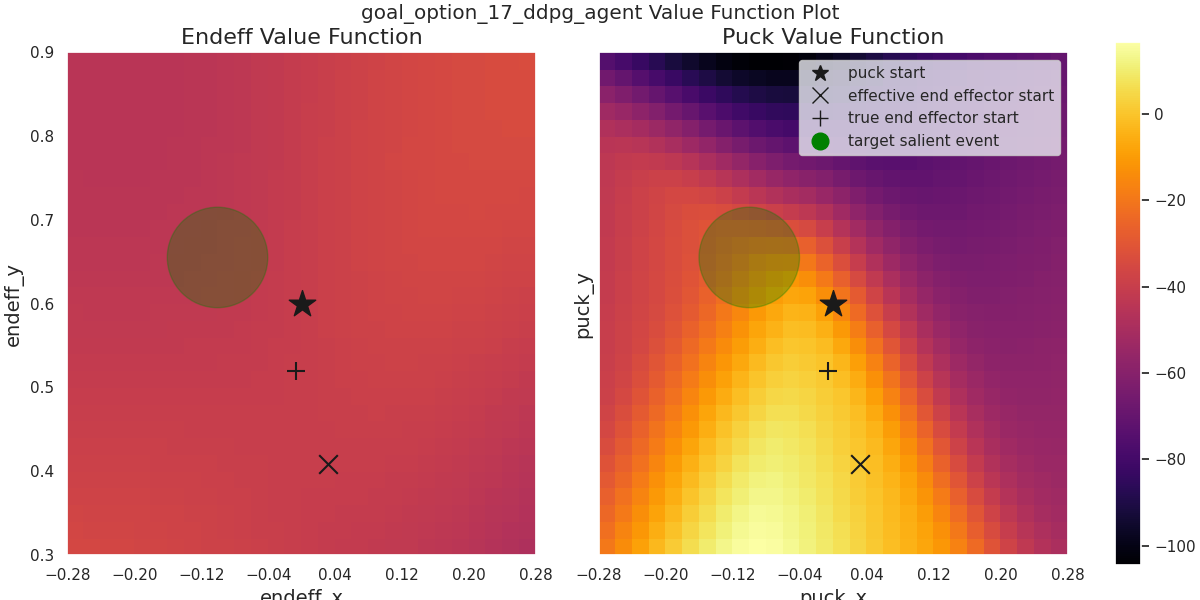 goal_option_17_ddpg_agent Value Function Plot
Endeff Value Function
Puck Value Function
0.9
0.8
0.7
0.6
0.5
0.4
0.3
endeff_y
−0.28 −0.20 −0.12 −0.04 0.04 0.12 0.20 0.28
endeff_x
puck_y
puck start
effective end effector start
true end effector start
target salient event
−0.28 −0.20 −0.12 −0.04 0.04 0.12 0.20 0.28
puck_x
0
−20
−40
−60
−80
−100